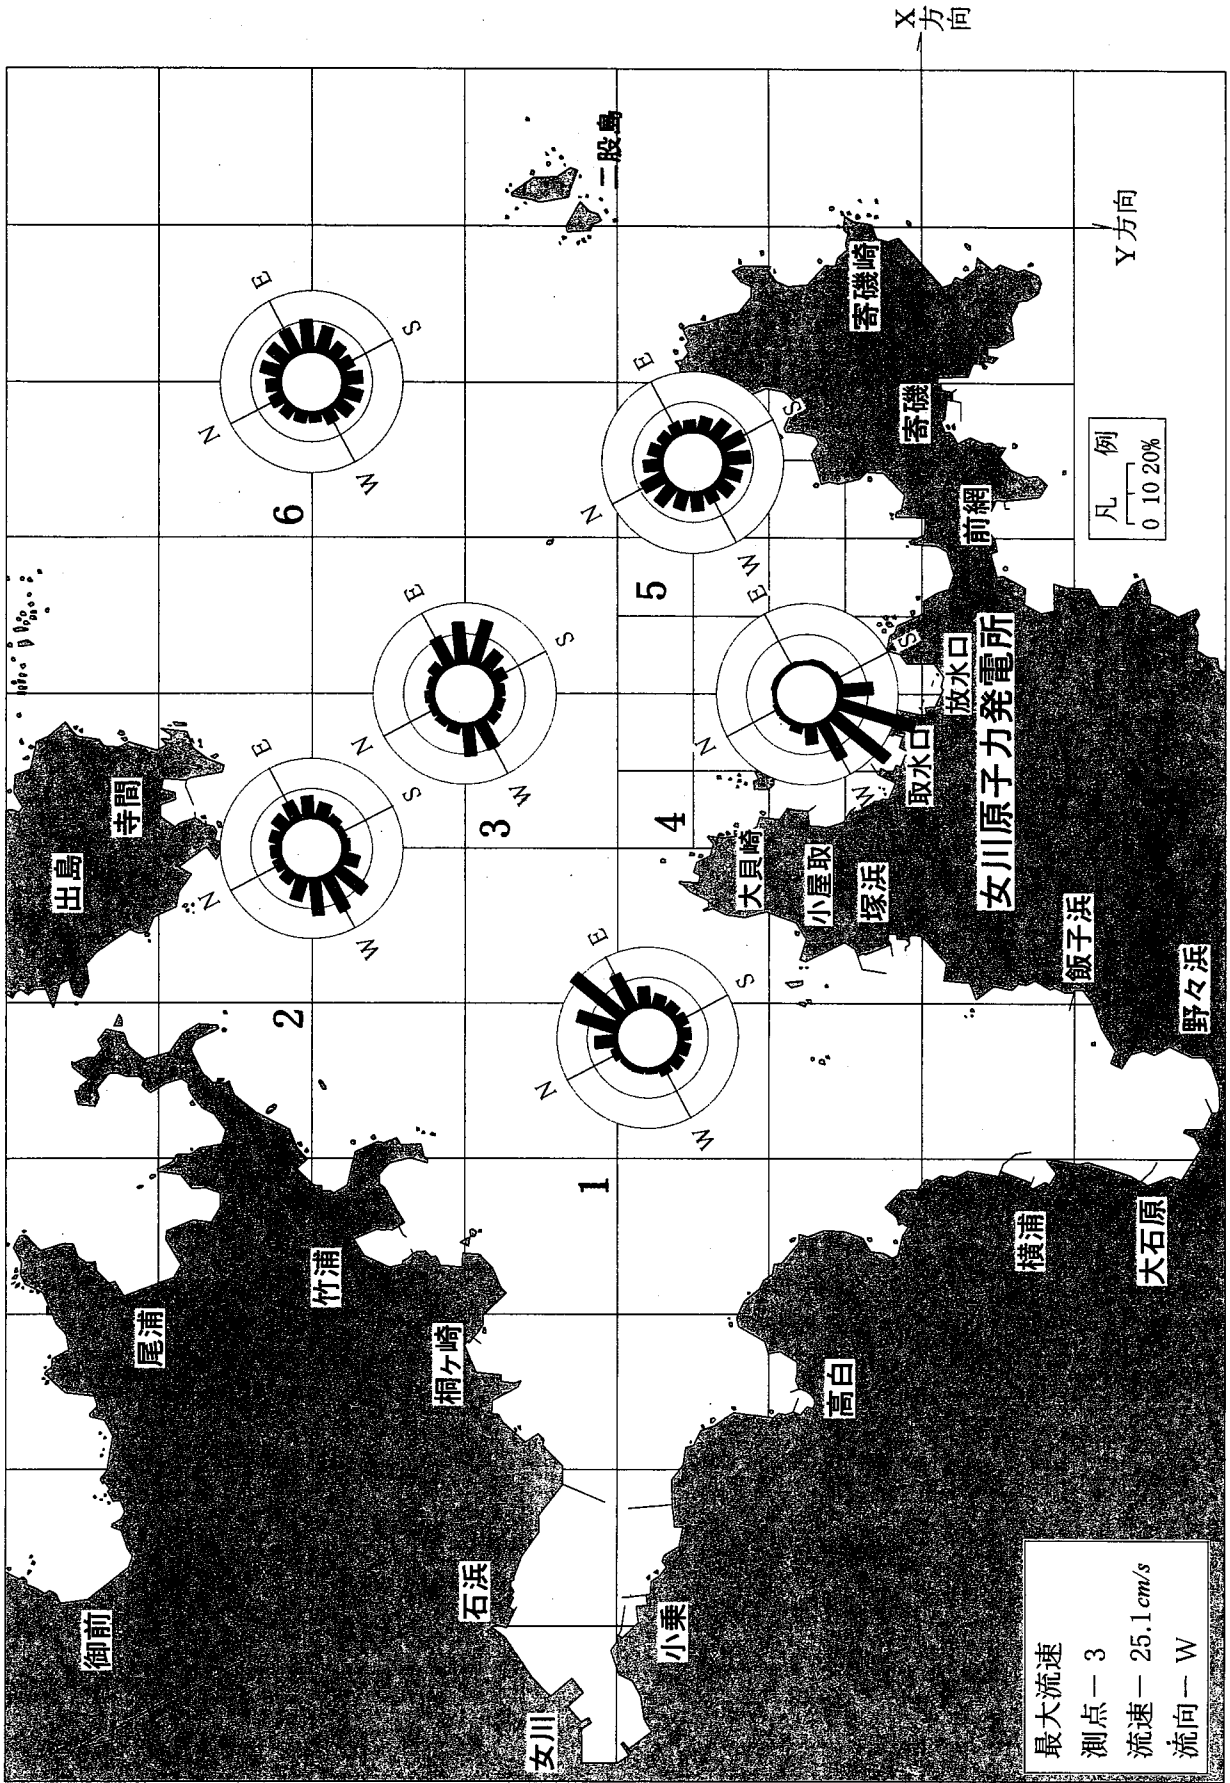 御前
尾浦
竹浦
桐ケ崎
石浜
女川
小乗
高白
横浦
大石原
野々浜
飯子浜
塚浜
小屋取
大貝崎
取水口
放水口
女川原子力発電所
前網
寄磯
寄磯崎
二股島
出島
寺間
1
N
E
S
W
2
N
E
S
W
3
N
E
S
W
4
N
E
S
W
5
N
E
S
W
6
N
E
S
W
X方向
Y方向
凡 例
0 10 20%
最大流速
測点－3
流速－25.1cm/s
流向－W